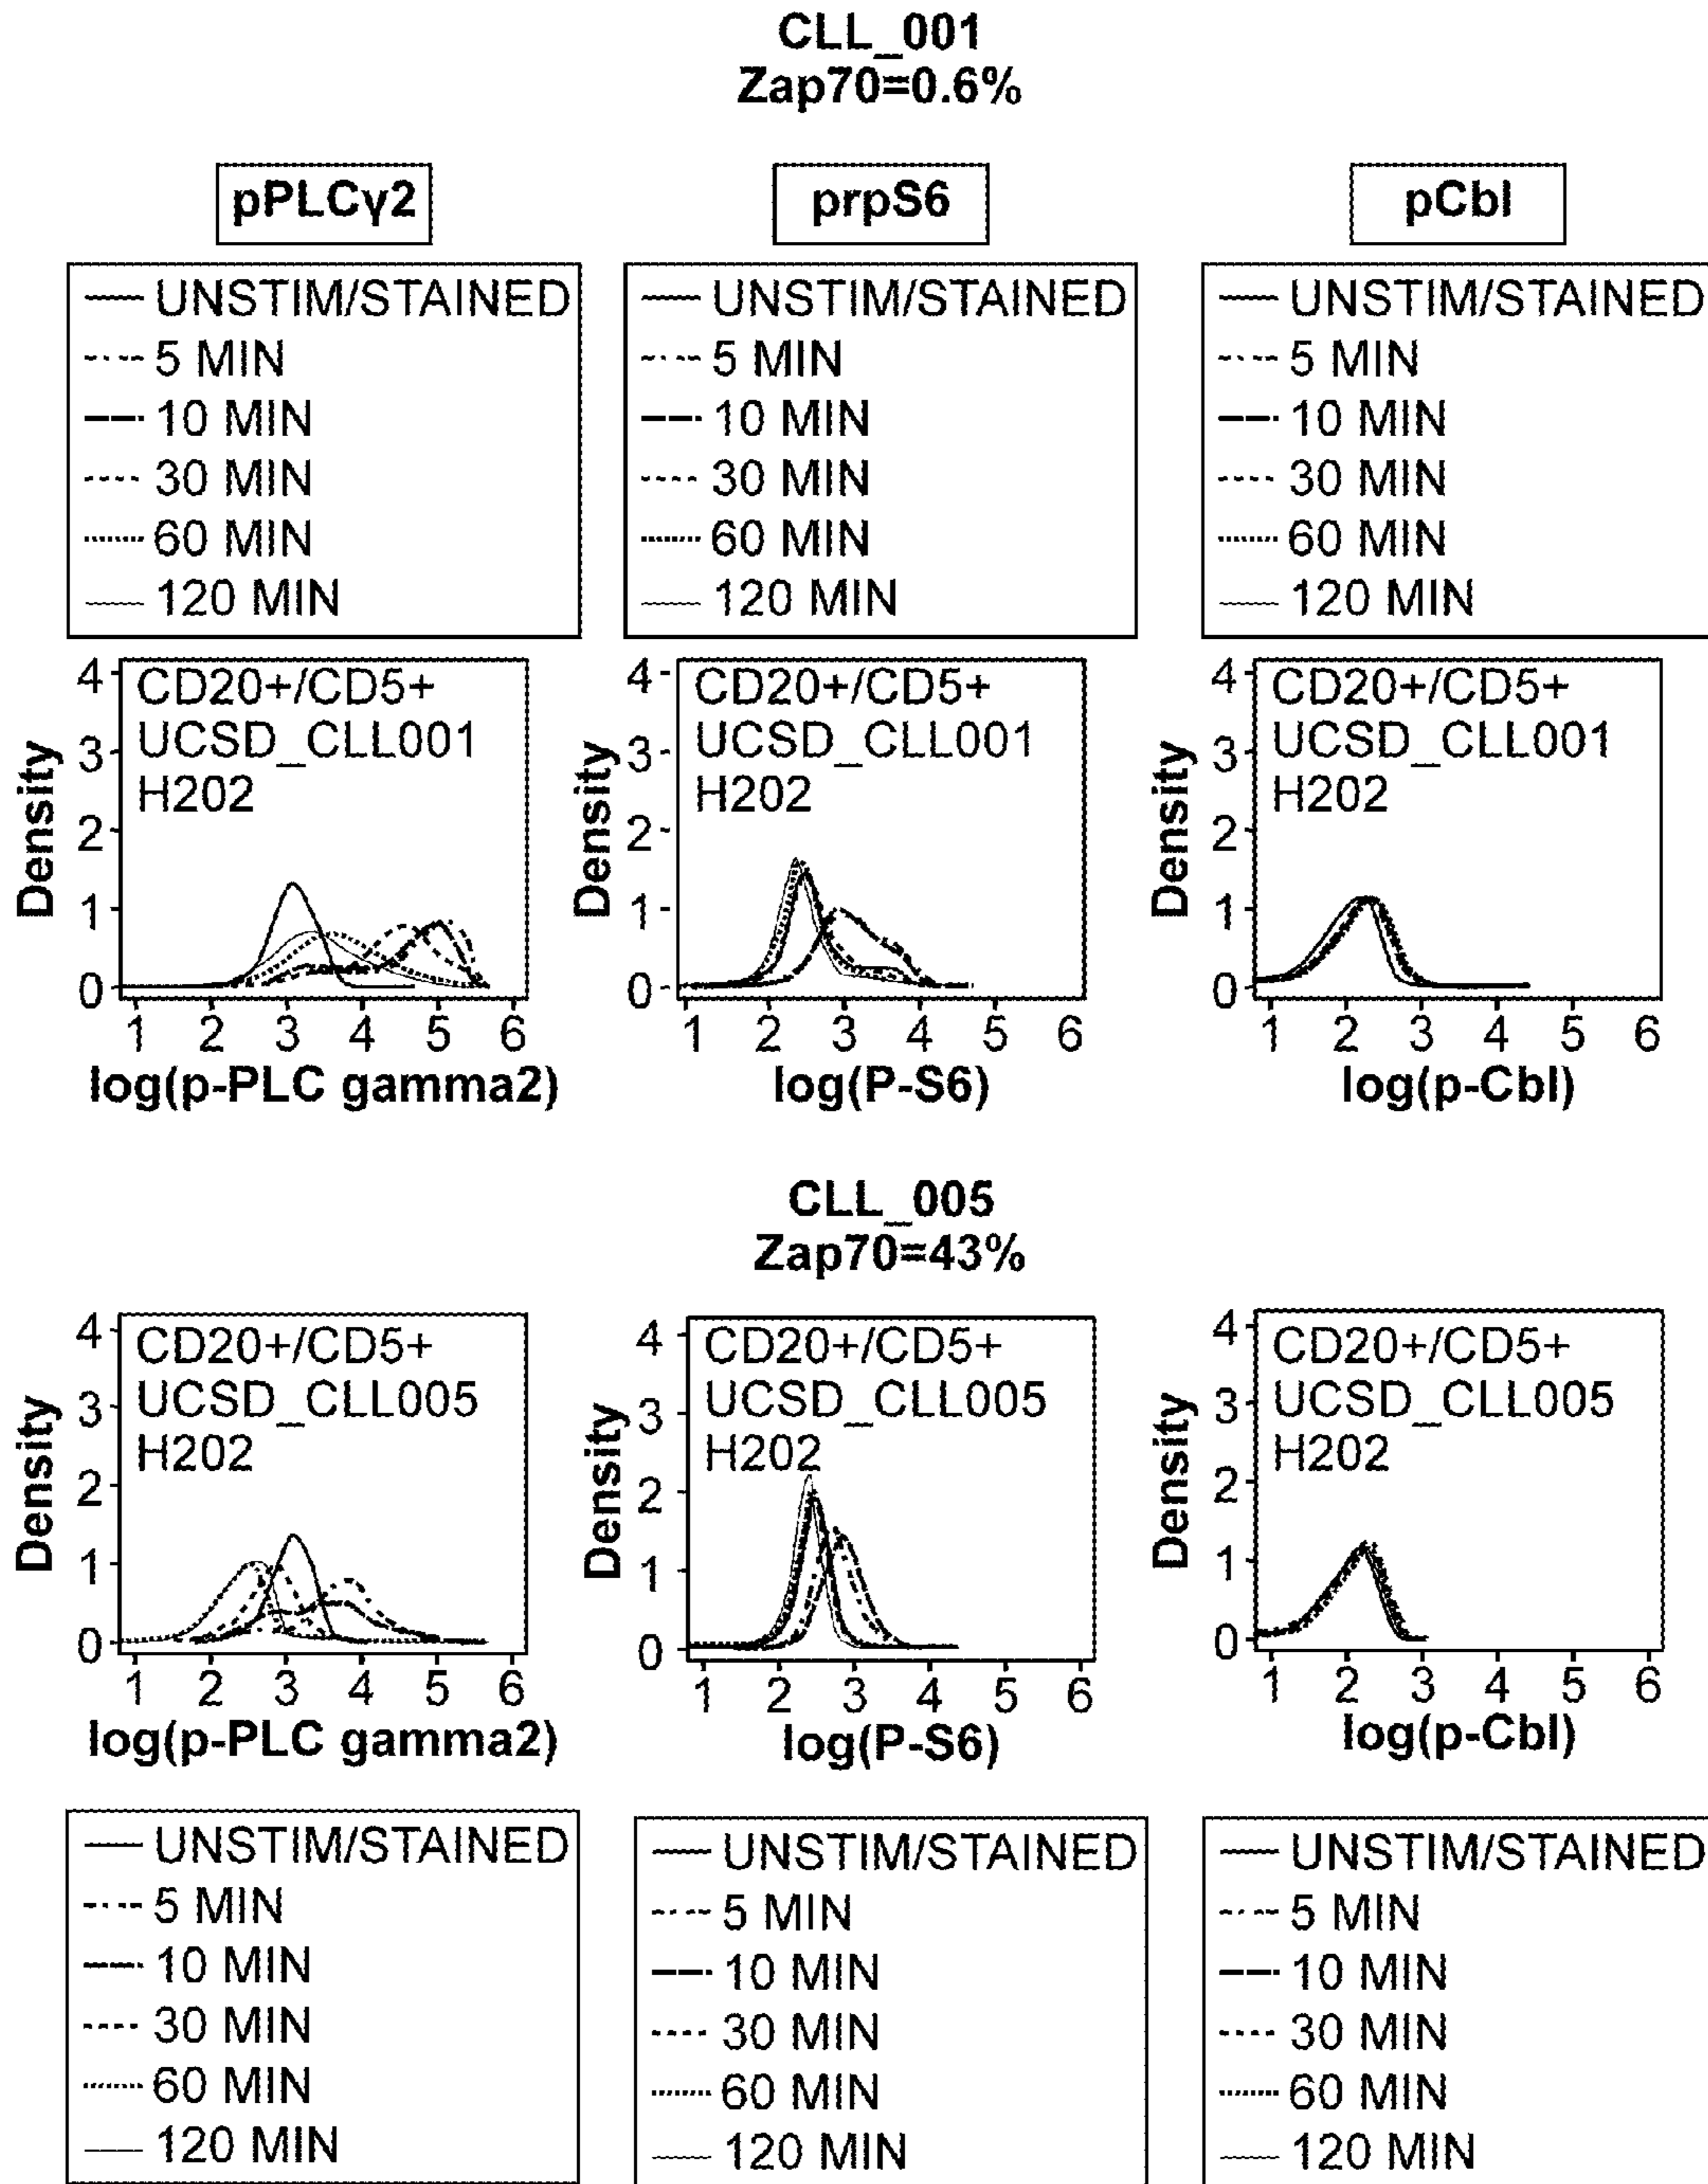 CLL_001
Zap70=0.6%
pPLCγ2
prpS6
pCbl
UNSTIM/STAINED
5 MIN
10 MIN
30 MIN
60 MIN
120 MIN
UNSTIM/STAINED
5 MIN
10 MIN
30 MIN
60 MIN
120 MIN
UNSTIM/STAINED
5 MIN
10 MIN
30 MIN
60 MIN
120 MIN
Density
4
3
2
1
0
CD20+/CD5+
UCSD_CLL001
H202
1 2 3 4 5 6
log(p-PLC gamma2)
Density
4
3
2
1
0
CD20+/CD5+
UCSD_CLL001
H202
1 2 3 4 5 6
log(P-S6)
Density
4
3
2
1
0
CD20+/CD5+
UCSD_CLL001
H202
1 2 3 4 5 6
log(p-Cbl)
CLL_005
Zap70=43%
Density
4
3
2
1
0
CD20+/CD5+
UCSD_CLL005
H202
1 2 3 4 5 6
log(p-PLC gamma2)
Density
4
3
2
1
0
CD20+/CD5+
UCSD_CLL005
H202
1 2 3 4 5 6
log(P-S6)
Density
4
3
2
1
0
CD20+/CD5+
UCSD_CLL005
H202
1 2 3 4 5 6
log(p-Cbl)
UNSTIM/STAINED
5 MIN
10 MIN
30 MIN
60 MIN
120 MIN
UNSTIM/STAINED
5 MIN
10 MIN
30 MIN
60 MIN
120 MIN
UNSTIM/STAINED
5 MIN
10 MIN
30 MIN
60 MIN
120 MIN